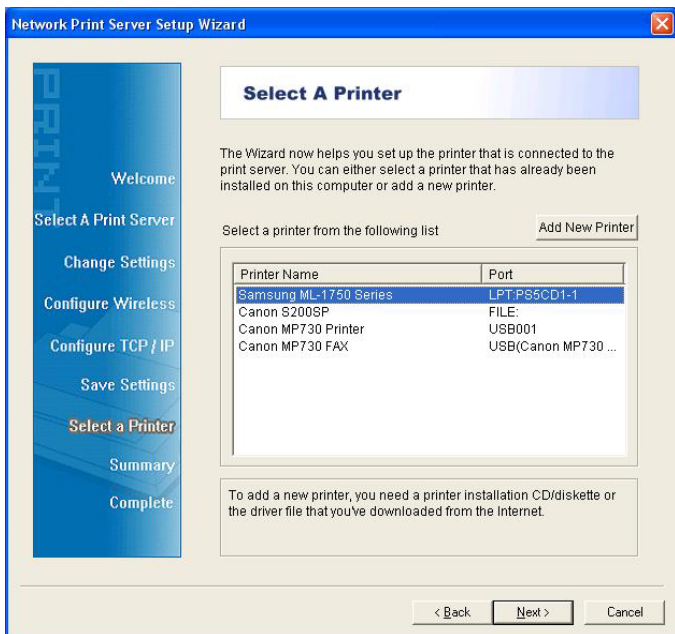 Network Print Server Setup Wizard
PRINT
Select A Printer
The Wizard now helps you set up the printer that is connected to the
print server. You can either select a printer that has already been
installed on this computer or add a new printer.
Welcome
Select A Print Server
Change Settings
Configure Wireless
Configure TCP / IP
Save Settings
Select a Printer
Summary
Complete
Select a printer from the following list
Add New Printer
Printer Name Port
Samsung ML-1750 Series LPT:PS5CD1-1
Canon S200SP FILE:
Canon MP730 Printer USB001
Canon MP730 FAX USB(Canon MP730 ...
To add a new printer, you need a printer installation CD/diskette or
the driver file that you've downloaded from the Internet.
< Back Next > Cancel